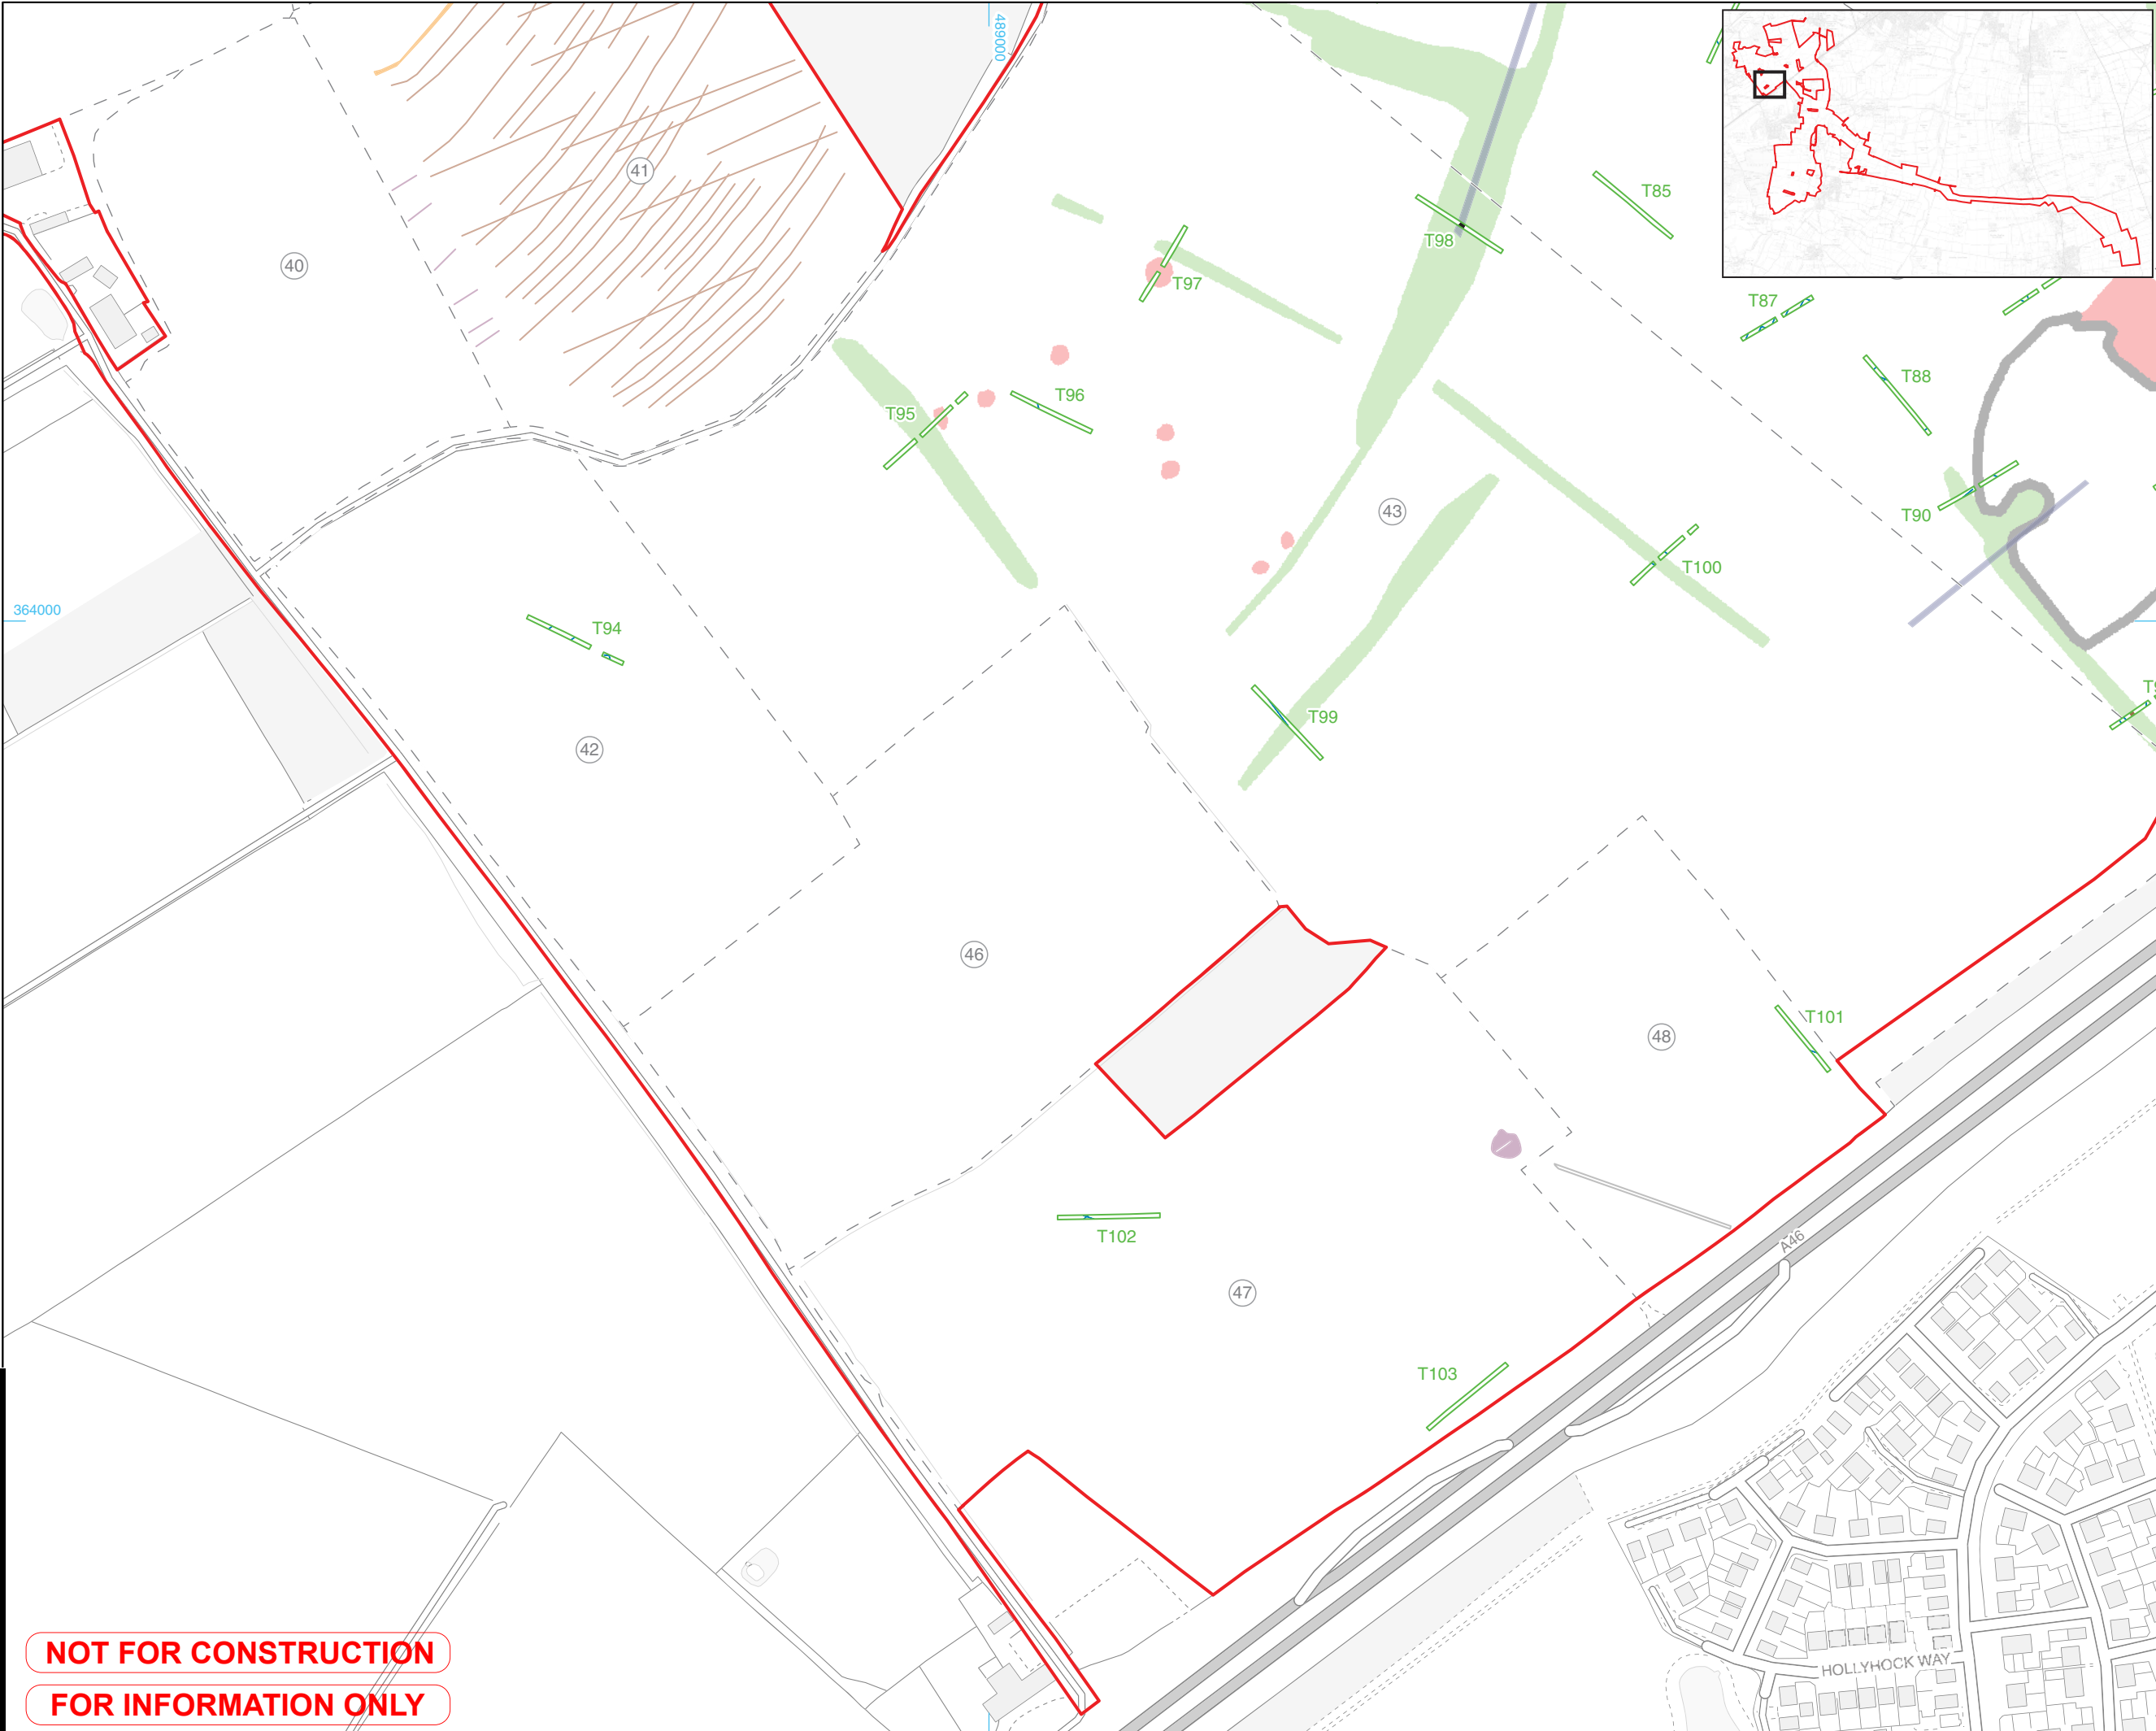 489000
41
40
T85
T98
T97
T87
T88
T95
T96
T90
43
T100
364000
T94
T99
42
46
T101
48
T102
A46
47
T103
NOT FOR CONSTRUCTION
HOLLYHOCK WAY
FOR INFORMATION ONLY